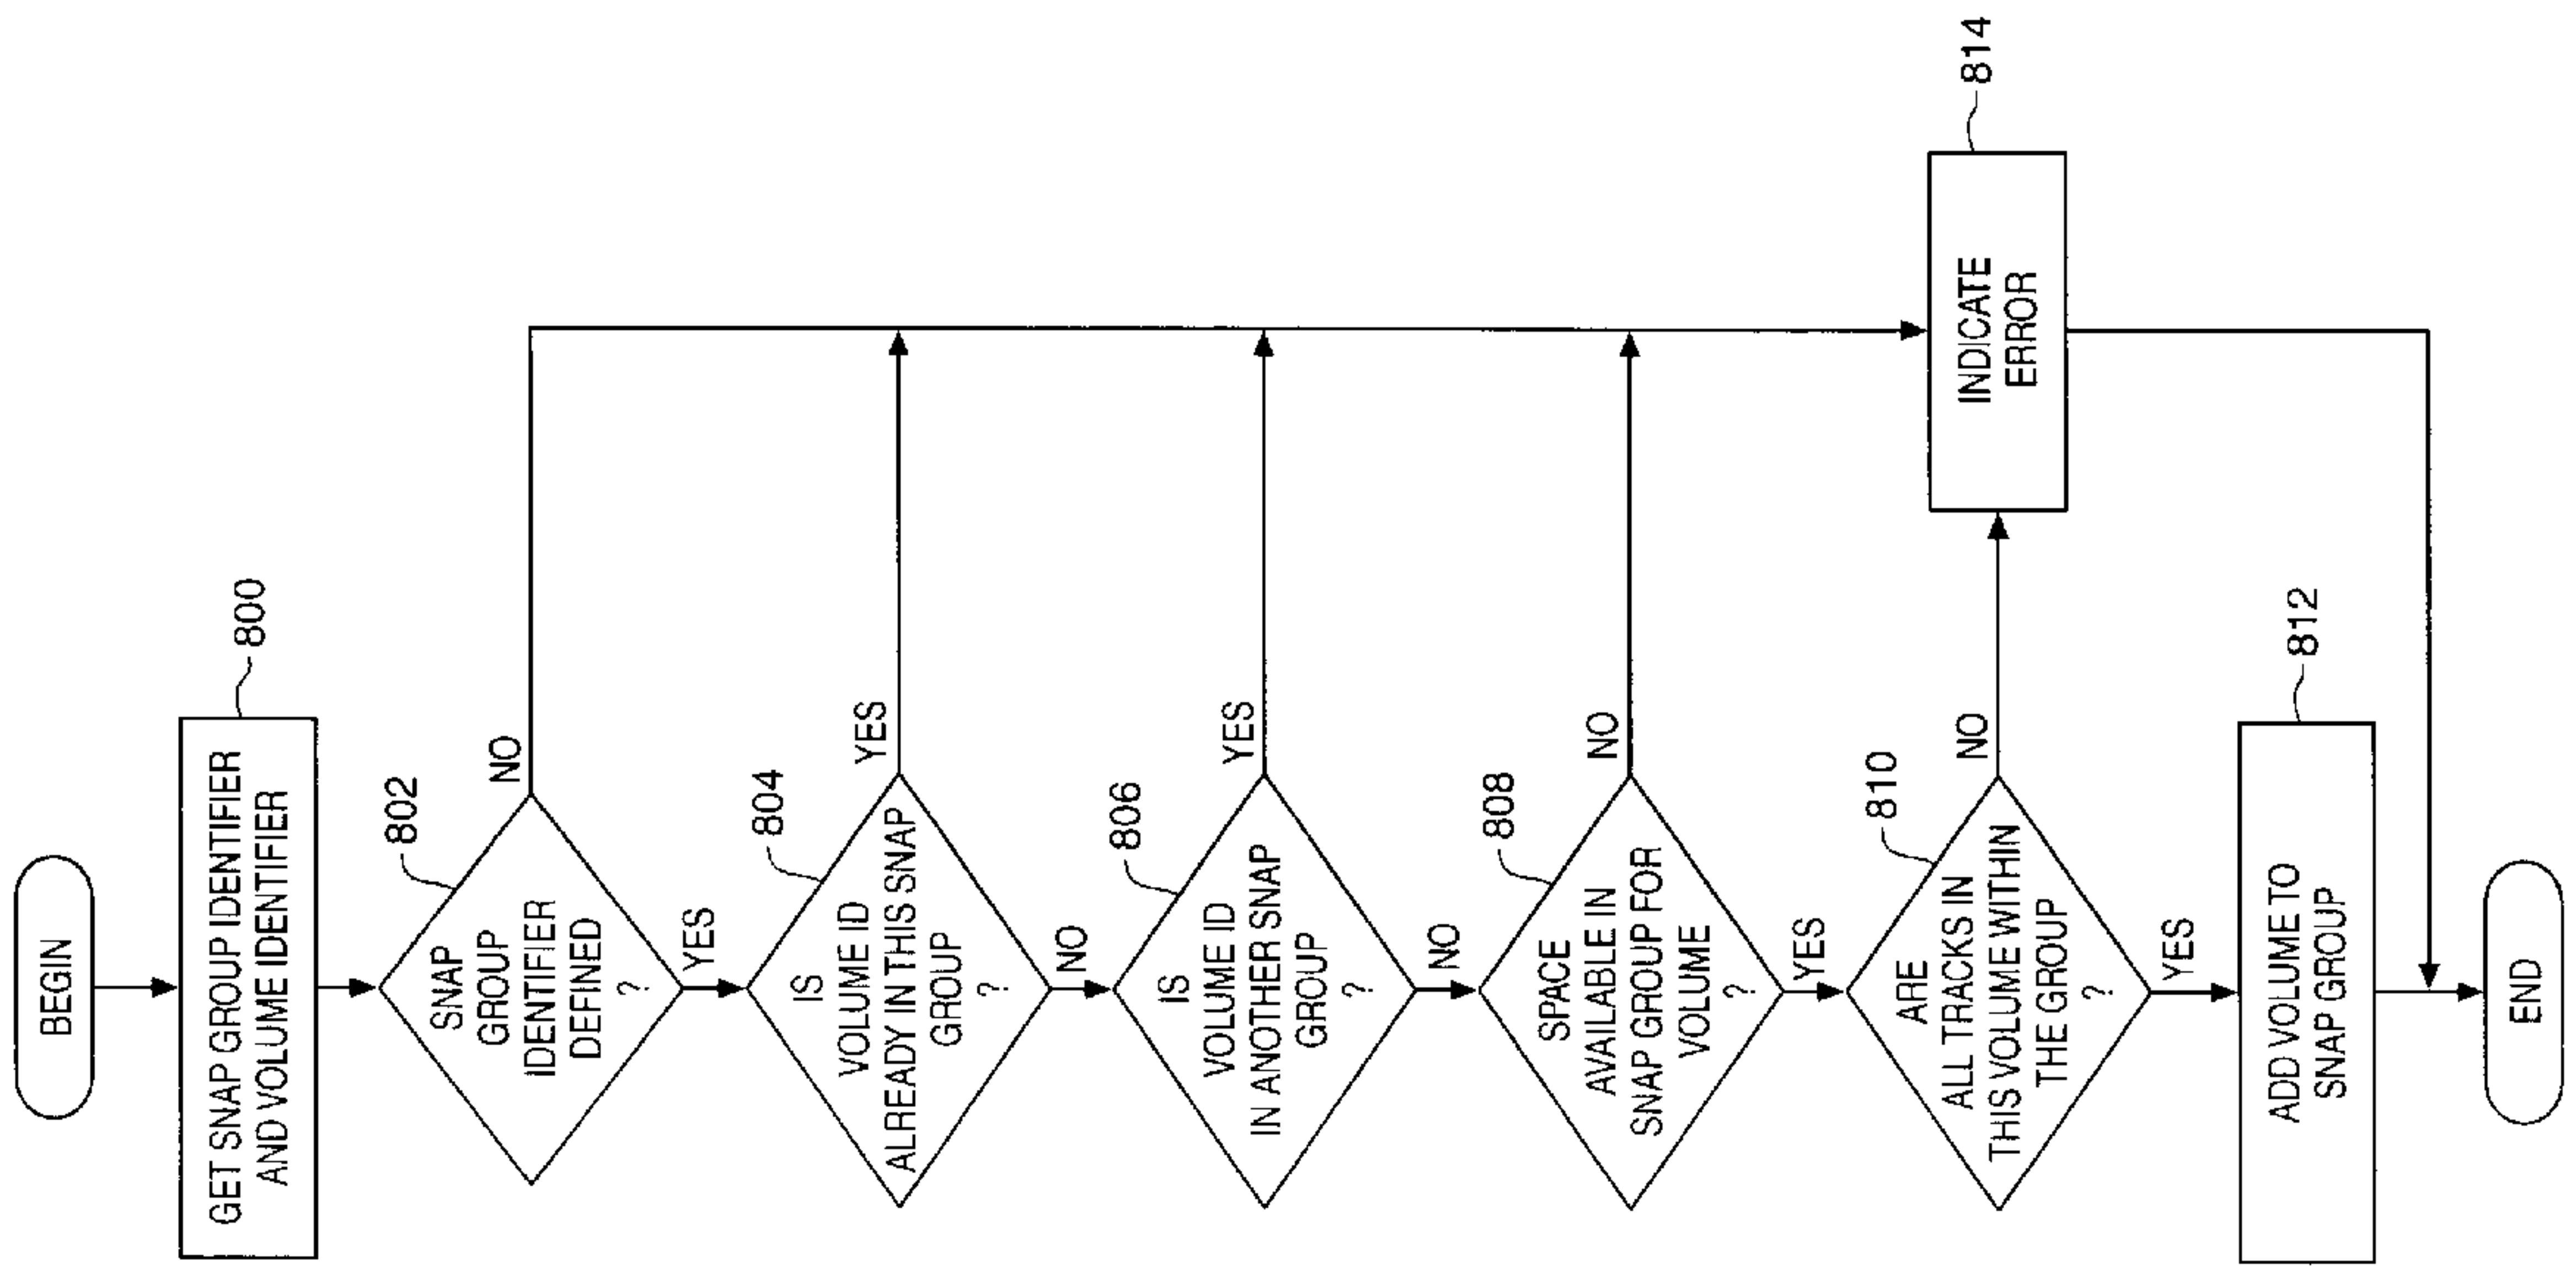 BEGIN
GET SNAP GROUP IDENTIFIER
AND VOLUME IDENTIFIER
800
SNAP
GROUP
IDENTIFIER
DEFINED
?
802
NO
YES
IS
VOLUME ID
ALREADY IN THIS SNAP
GROUP
?
804
YES
NO
IS
VOLUME ID
IN ANOTHER SNAP
GROUP
?
806
YES
NO
SPACE
AVAILABLE IN
SNAP GROUP FOR
VOLUME
?
808
NO
YES
ARE
ALL TRACKS IN
THIS VOLUME WITHIN
THE GROUP
?
810
NO
YES
INDICATE
ERROR
814
ADD VOLUME TO
SNAP GROUP
812
END